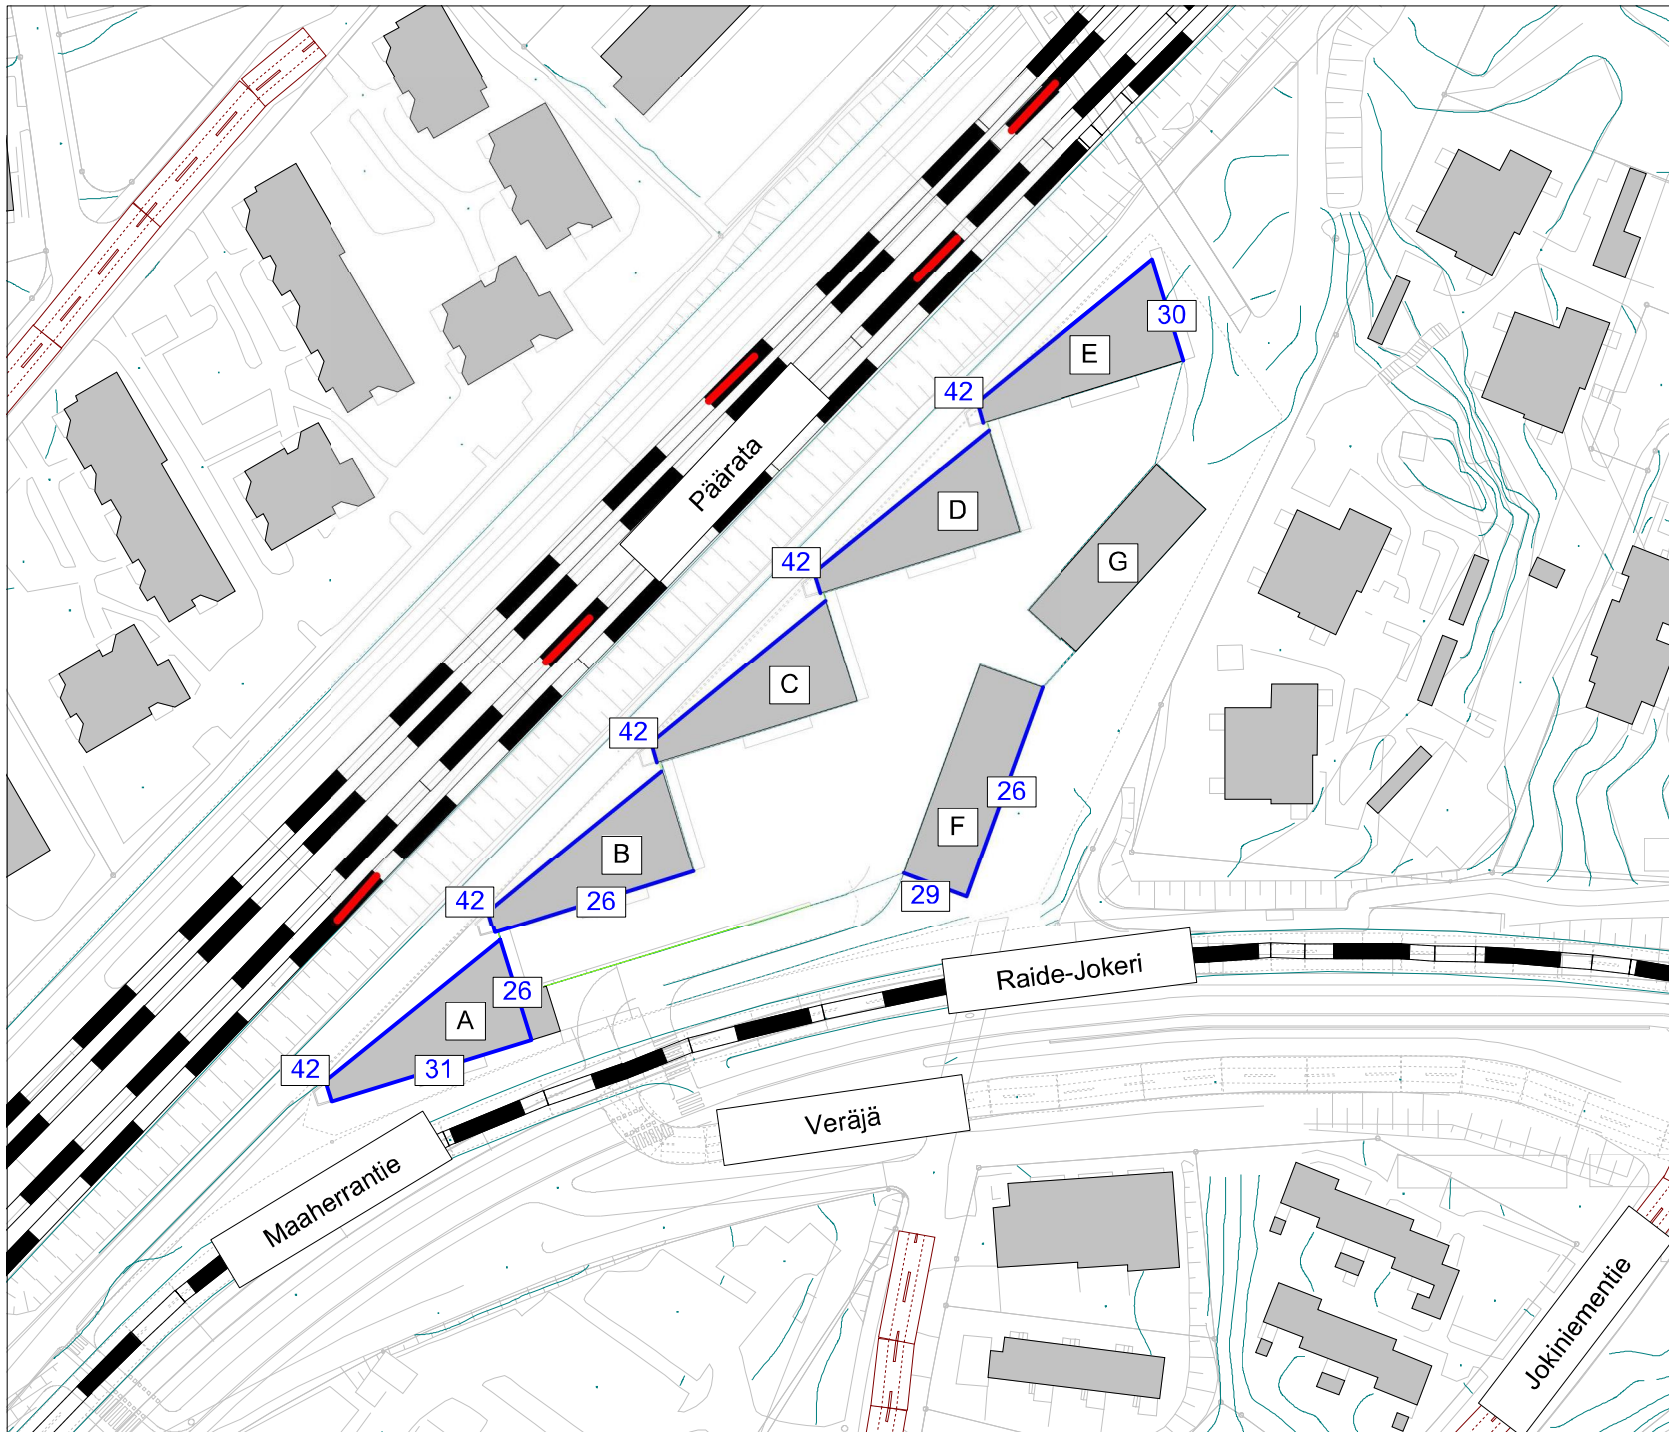 30
E
42
Päärata
D
42
G
C
42
26
F
B
42
26
29
Raide-Jokeri
26
A
42
31
Veräjä
Maaherrantie
Jokiniementie